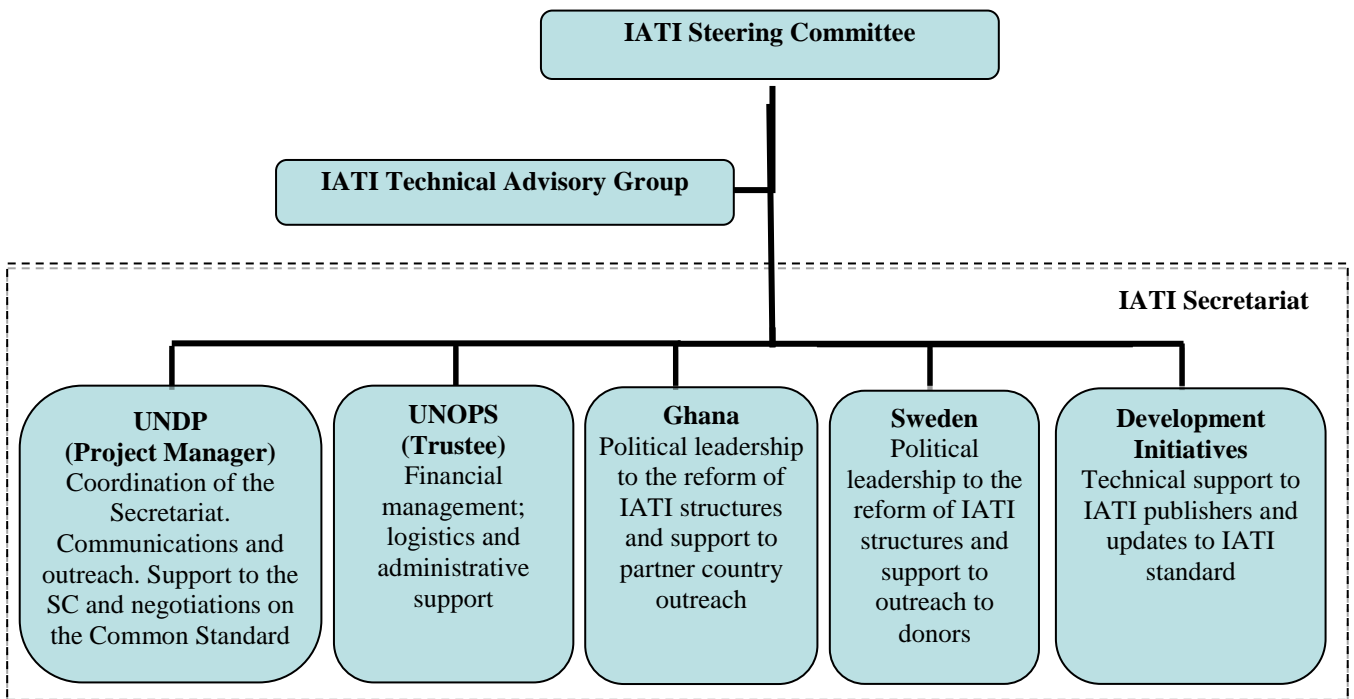 IATI Steering Committee
IATI Technical Advisory Group
IATI Secretariat
UNDP
(Project Manager)
Coordination of the
Secretariat.
Communications and
outreach. Support to the
SC and negotiations on
the Common Standard
UNOPS
(Trustee)
Financial
management;
logistics and
administrative
support
Ghana
Political leadership
to the reform of
IATI structures
and support to
partner country
outreach
Sweden
Political
leadership to the
reform of IATI
structures and
support to
outreach to
donors
Development
Initiatives
Technical support to
IATI publishers and
updates to IATI
standard